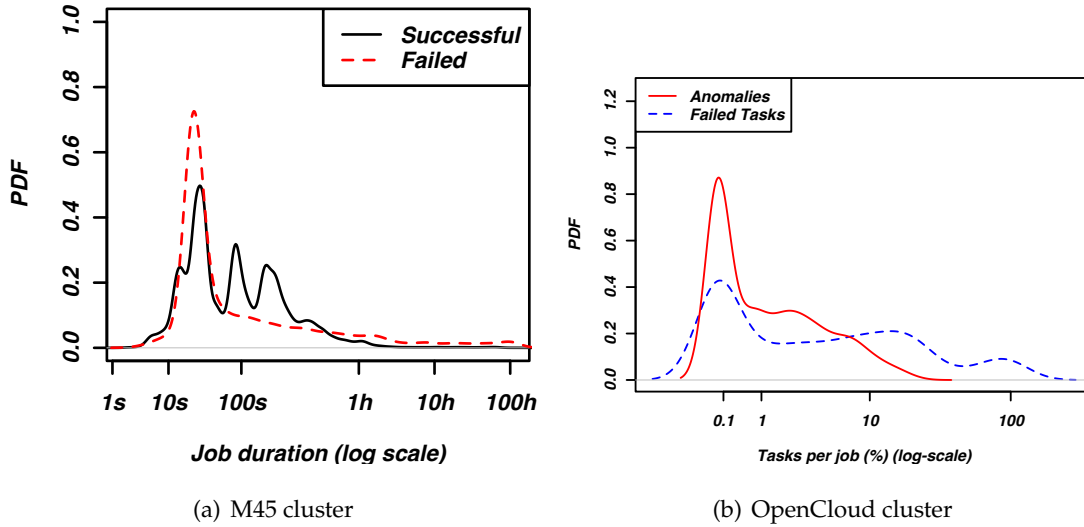 PDF
1.0
0.8
0.6
0.4
0.2
0.0
Successful
Failed
1s 10s 100s 1h 10h 100h
Job duration (log scale)
(a) M45 cluster
PDF
1.2
1.0
0.8
0.6
0.4
0.2
0.0
Anomalies
Failed Tasks
0.1 1 10 100
Tasks per job (%) (log-scale)
(b) OpenCloud cluster